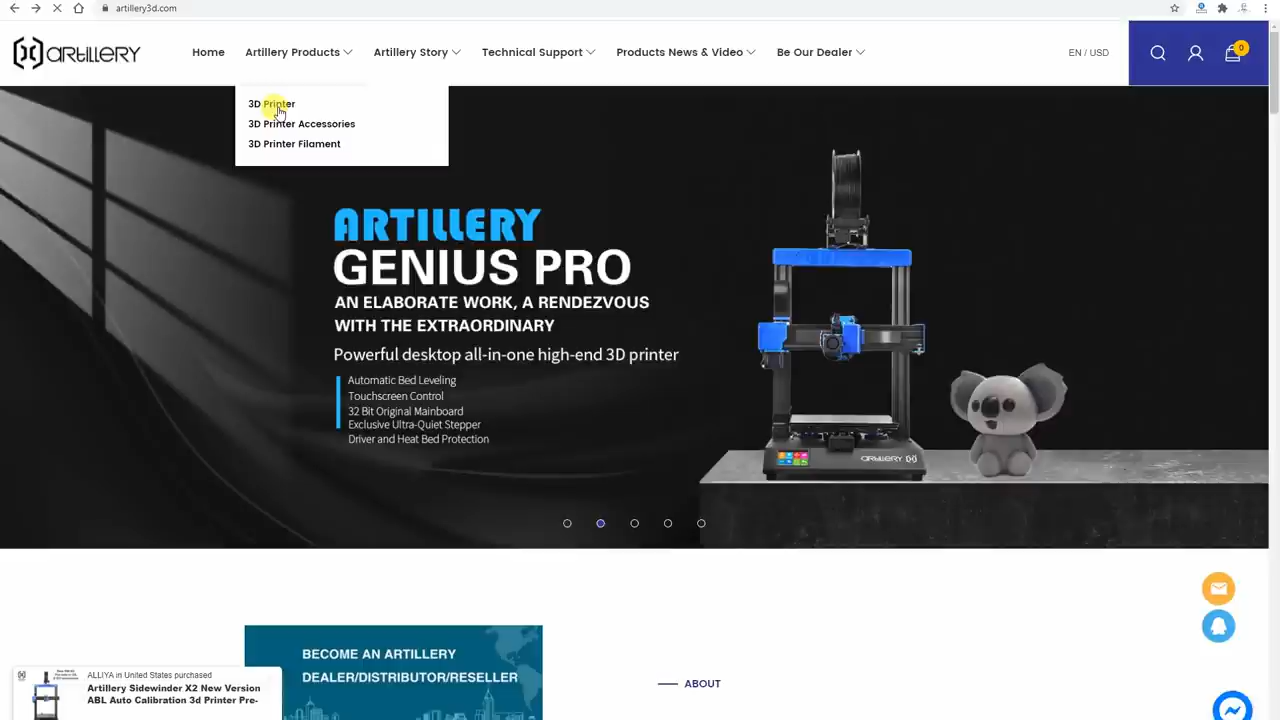 artillery3d.com
ARTILLERY
Home
Artillery Products
Artillery Story
Technical Support
Products News & Video
Be Our Dealer
EN / USD
0
3D Printer
3D Printer Accessories
3D Printer Filament
ARTILLERY
GENIUS PRO
AN ELABORATE WORK, A RENDEZVOUS
WITH THE EXTRAORDINARY
Powerful desktop all-in-one high-end 3D printer
Automatic Bed Leveling
Touchscreen Control
32 Bit Original Mainboard
Exclusive Ultra-Quiet Stepper
Driver and Heat Bed Protection
ARTILLERY
BECOME AN ARTILLERY
DEALER/DISTRIBUTOR/RESELLER
ABOUT
ALLIYA in United States purchased
Artillery Sidewinder X2 New Version
ABL Auto Calibration 3d Printer Pre-